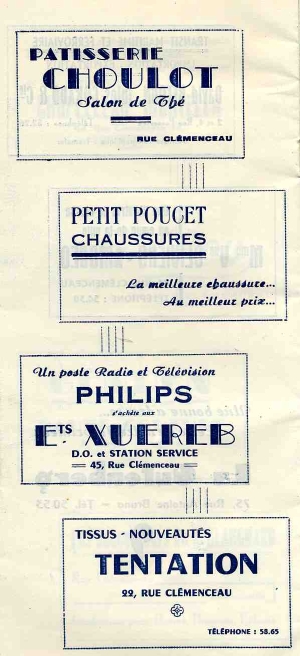 PATISSERIE
CHOULOT
Salon de Thé
RUE CLÉMENCEAU
PETIT POUCET
CHAUSSURES
La meilleure chaussure...
Au meilleur prix...
Un poste Radio et Télévision
PHILIPS
s'achète aux
ETS XUEREB
D.O. et STATION SERVICE
45, Rue Clémenceau
TISSUS - NOUVEAUTÉS
TENTATION
22, RUE CLÉMENCEAU
TÉLÉPHONE : 58.65